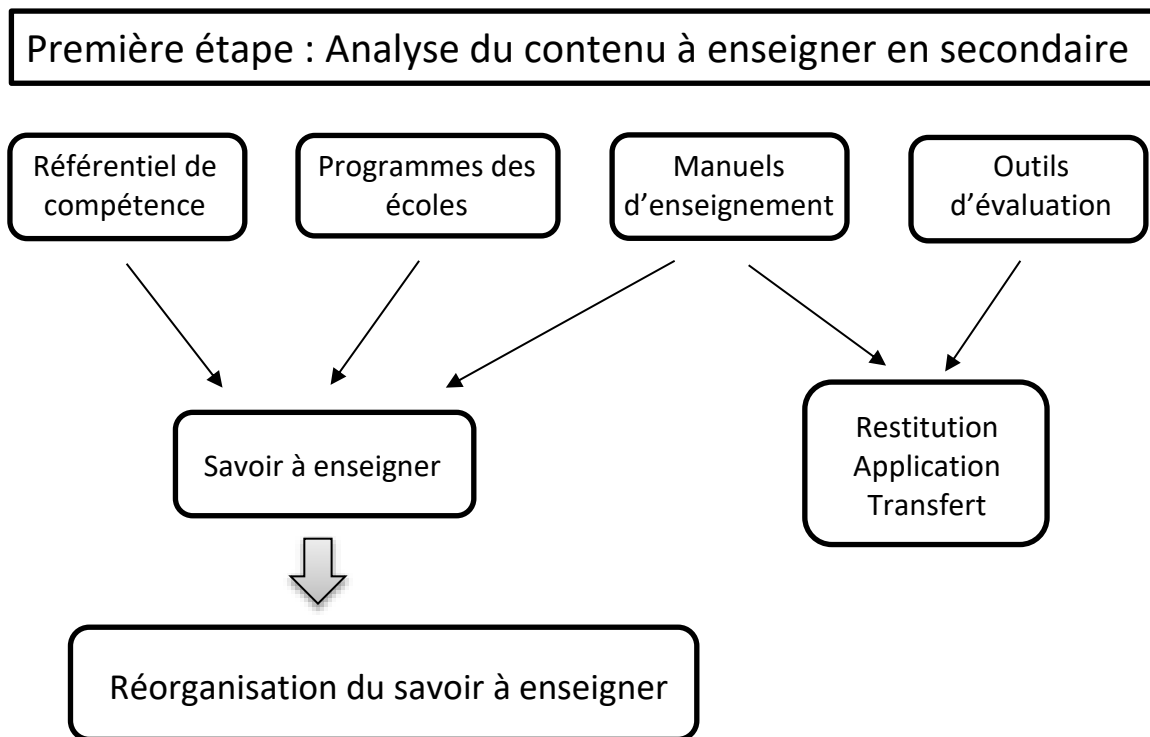 Première étape : Analyse du contenu à enseigner en secondaire
Référentiel de
compétence
Programmes des
écoles
Manuels
d’enseignement
Outils
d’évaluation
Savoir à enseigner
Restitution
Application
Transfert
Réorganisation du savoir à enseigner